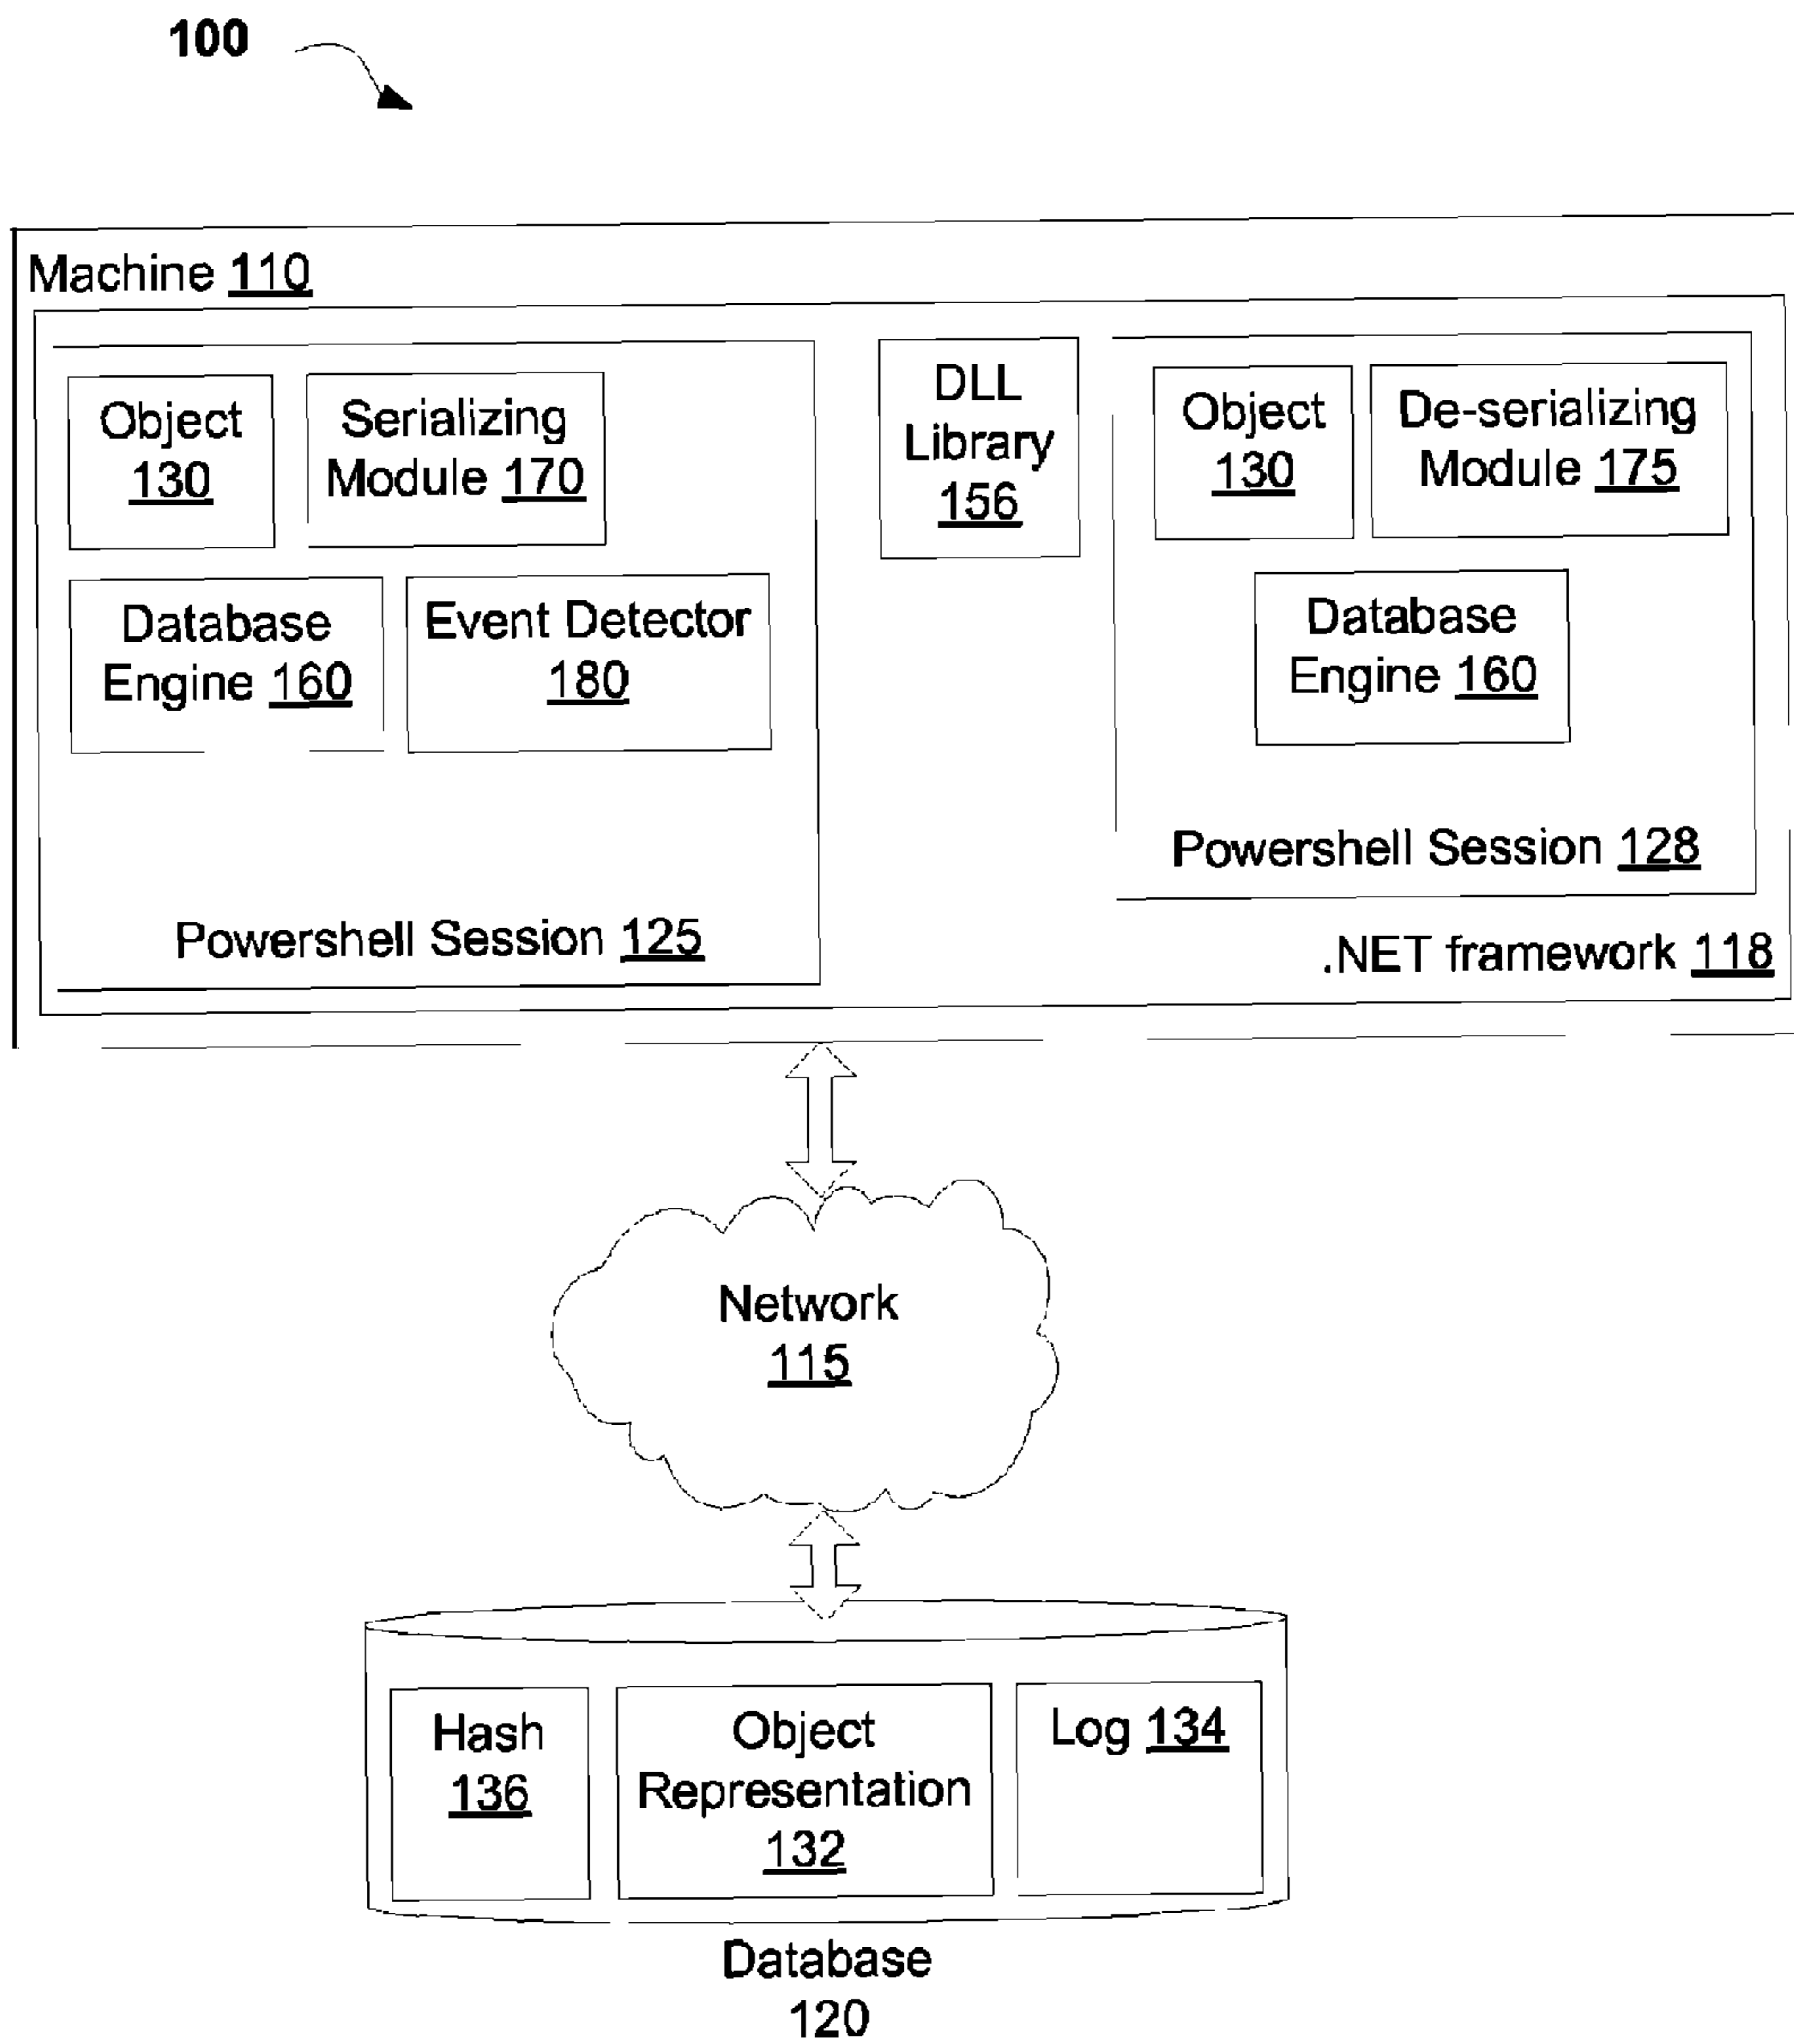 100
Machine 110
Object
130
Serializing
Module 170
Database
Engine 160
Event Detector
180
Powershell Session 125
DLL
Library
156
Object
130
De-serializing
Module 175
Database
Engine 160
Powershell Session 128
.NET framework 118
Network
115
Hash
136
Object
Representation
132
Log 134
Database
120